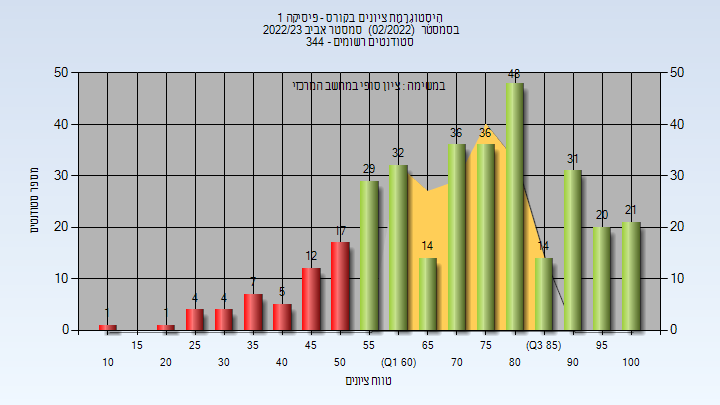 היסטוגרמת ציונים בקורס - פיסיקה 1
בסמסטר (02/2022) סמסטר אביב 2022/23
סטודנטים רשומים - 344
במשימה : ציון סופי במחשב המרכזי
מספר סטודנטים
50 40 30 20 10 0
50 40 30 20 10 0
1 1 4 4 7 5 12 17 29 32 14 36 36 48 14 31 20 21
15 25 35 45 55 65 75 (Q3 85) 95
10 20 30 40 50 (Q1 60) 70 80 90 100
טווח ציונים